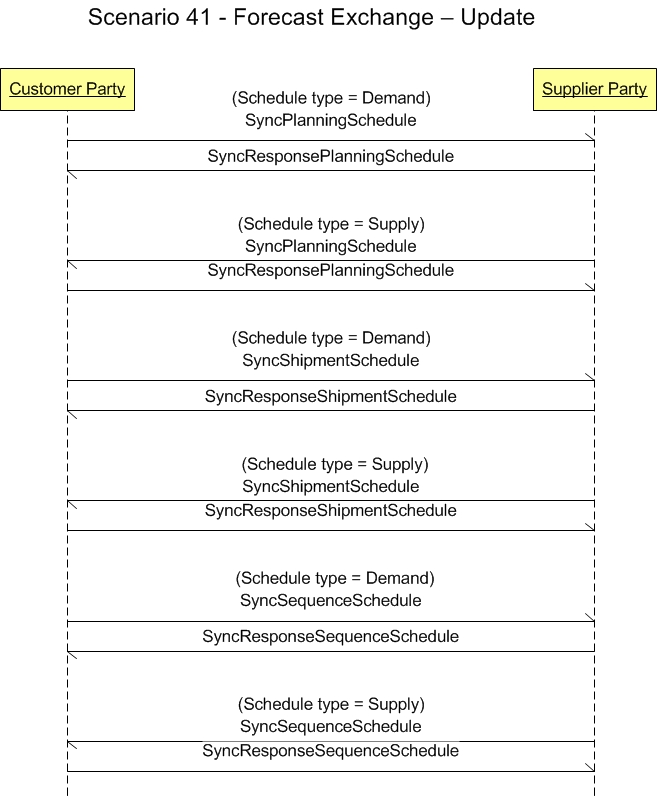 Scenario 41 - Forecast Exchange – Update
Customer Party
Supplier Party
(Schedule type = Demand)
SyncPlanningSchedule
SyncResponsePlanningSchedule
(Schedule type = Supply)
SyncPlanningSchedule
SyncResponsePlanningSchedule
(Schedule type = Demand)
SyncShipmentSchedule
SyncResponseShipmentSchedule
(Schedule type = Supply)
SyncShipmentSchedule
SyncResponseShipmentSchedule
(Schedule type = Demand)
SyncSequenceSchedule
SyncResponseSequenceSchedule
(Schedule type = Supply)
SyncSequenceSchedule
SyncResponseSequenceSchedule